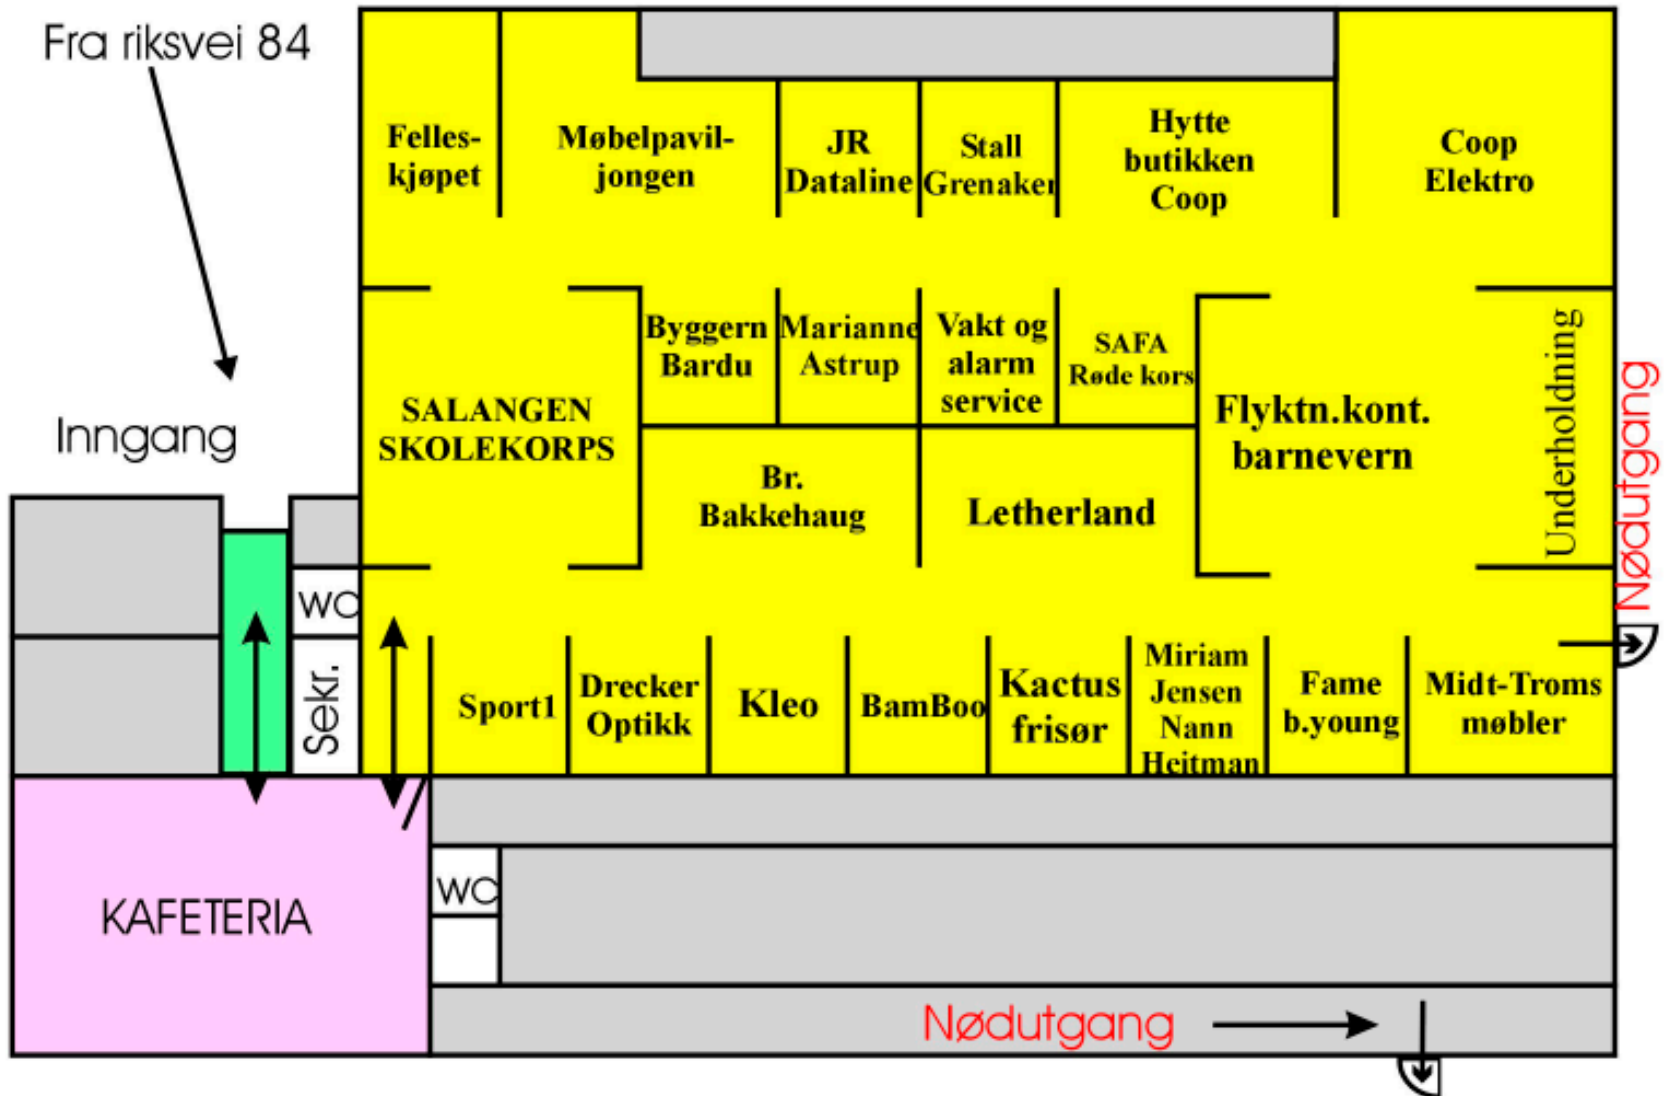 Fra riksvei 84
Inngang
Felles-
kjøpet
Møbelpavil-
jongen
JR
Dataline
Stall
Grenaker
Hytte
butikken
Coop
Coop
Elektro
SALANGEN
SKOLEKORPS
Byggern
Bardu
Marianne
Astrup
Vakt og
alarm
service
SAFA
Røde kors
Br.
Bakkehaug
Letherland
Flyktn.kont.
barnevern
Underholdning
Nødutgang
WC
Sekr.
Sport1
Drecker
Optikk
Kleo
BamBoo
Kactus
frisør
Miriam
Jensen
Nann
Heitman
Fame
b.young
Midt-Troms
møbler
KAFETERIA
WC
Nødutgang